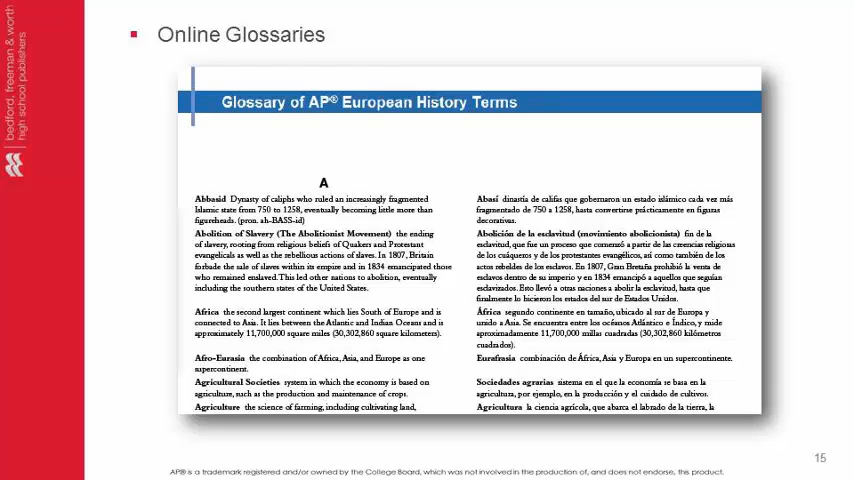 bedford, freeman & worth
high school publishers
Online Glossaries
Glossary of AP® European History Terms
A
Abbasid Dynasty of caliphs who ruled an increasingly fragmented
Islamic state from 750 to 1258, eventually becoming little more than
figureheads. (pron. ah-BASS-id)
Abolition of Slavery (The Abolitionist Movement) the ending
of slavery, rooting from religious beliefs of Quakers and Protestant
evangelicals as well as the rebellious actions of slaves. In 1807, Britain
forbade the sale of slaves within its empire and in 1834 emancipated those
who remained enslaved. This led other nations to abolition, eventually
including the southern states of the United States.
Africa the second largest continent which lies South of Europe and is
connected to Asia. It lies between the Atlantic and Indian Oceans and is
approximately 11,700,000 square miles (30,302,860 square kilometers).
Afro-Eurasia the combination of Africa, Asia, and Europe as one
supercontinent.
Agricultural Societies system in which the economy is based on
agriculture, such as the production and maintenance of crops.
Agriculture the science of farming, including cultivating land,
Abasí dinastía de califas que gobernaron un estado islámico cada vez más
fragmentado de 750 a 1258, hasta convertirse prácticamente en figuras
decorativas.
Abolición de la esclavitud (movimiento abolicionista) fin de la
esclavitud, que fue un proceso que comenzó a partir de las creencias religiosas
de los cuáqueros y de los protestantes evangélicos, así como también de los
actos rebeldes de los esclavos. En 1807, Gran Bretaña prohibió la venta de
esclavos dentro de su imperio y en 1834 emancipó a aquellos que seguían
esclavizados. Esto llevó a otras naciones a abolir la esclavitud, hasta que
finalmente lo hicieron los estados del sur de Estados Unidos.
África segundo continente en tamaño, ubicado al sur de Europa y
unido a Asia. Se encuentra entre los océanos Atlántico e Índico, y mide
aproximadamente 11,700,000 millas cuadradas (30,302,860 kilómetros
cuadrados).
Eurafrasia combinación de África, Asia y Europa en un supercontinente.
Sociedades agrarias sistema en el que la economía se basa en la
agricultura, por ejemplo, en la producción y el cuidado de cultivos.
Agricultura la ciencia agrícola, que abarca el labrado de la tierra, la
15
AP® is a trademark registered and/or owned by the College Board, which was not involved in the production of, and does not endorse, this product.